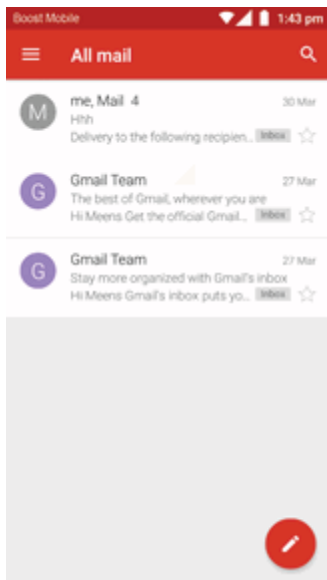 Boost Mobile 1:43 pm
All mail
M
me, Mail 4 30 Mar
Hhh
Delivery to the following recipien... Inbox
G
Gmail Team 27 Mar
The best of Gmail, wherever you are
Hi Meens Get the official Gmail... Inbox
G
Gmail Team 27 Mar
Stay more organized with Gmail's inbox
Hi Meens Gmail's inbox puts yo... Inbox